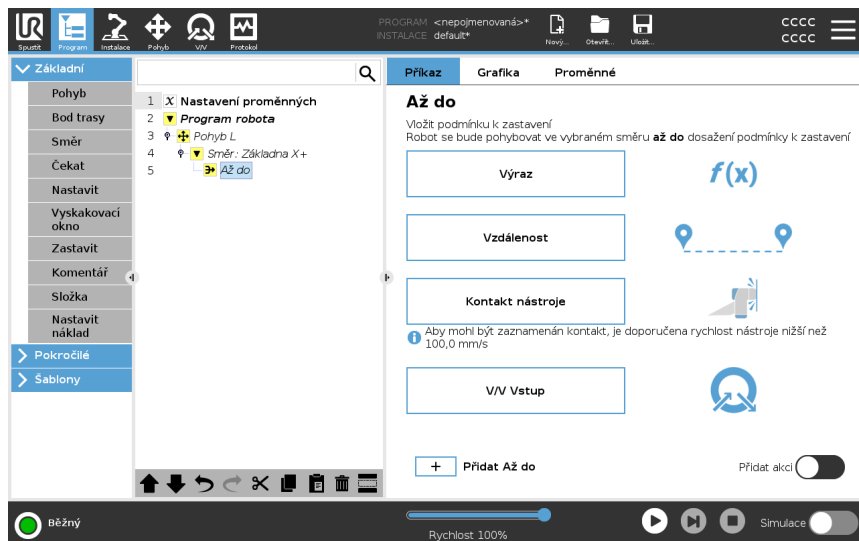 PROGRAM <nepojmenovaná>*
INSTALACE default*
Spustit
Program
Instalace
Pohyb
V/V
Protokol
Nový...
Otevřít...
Uložit...
CCCC
CCCC
Základní
Pohyb
Bod trasy
Směr
Čekat
Nastavit
Vyskakovací
okno
Zastavit
Komentář
Složka
Nastavit
náklad
Pokročilé
Šablony
1 X Nastavení proměnných
2 Program robota
3 Pohyb L
4 Směr: Základna X+
5 Až do
Příkaz
Grafika
Proměnné
Až do
Vložit podmínku k zastavení
Robot se bude pohybovat ve vybraném směru až do dosažení podmínky k zastavení
Výraz
f(x)
Vzdálenost
Kontakt nástroje
Aby mohl být zaznamenán kontakt, je doporučena rychlost nástroje nižší než
100,0 mm/s
V/V Vstup
+ Přidat Až do
Přidat akci
Běžný
Rychlost 100%
Simulace